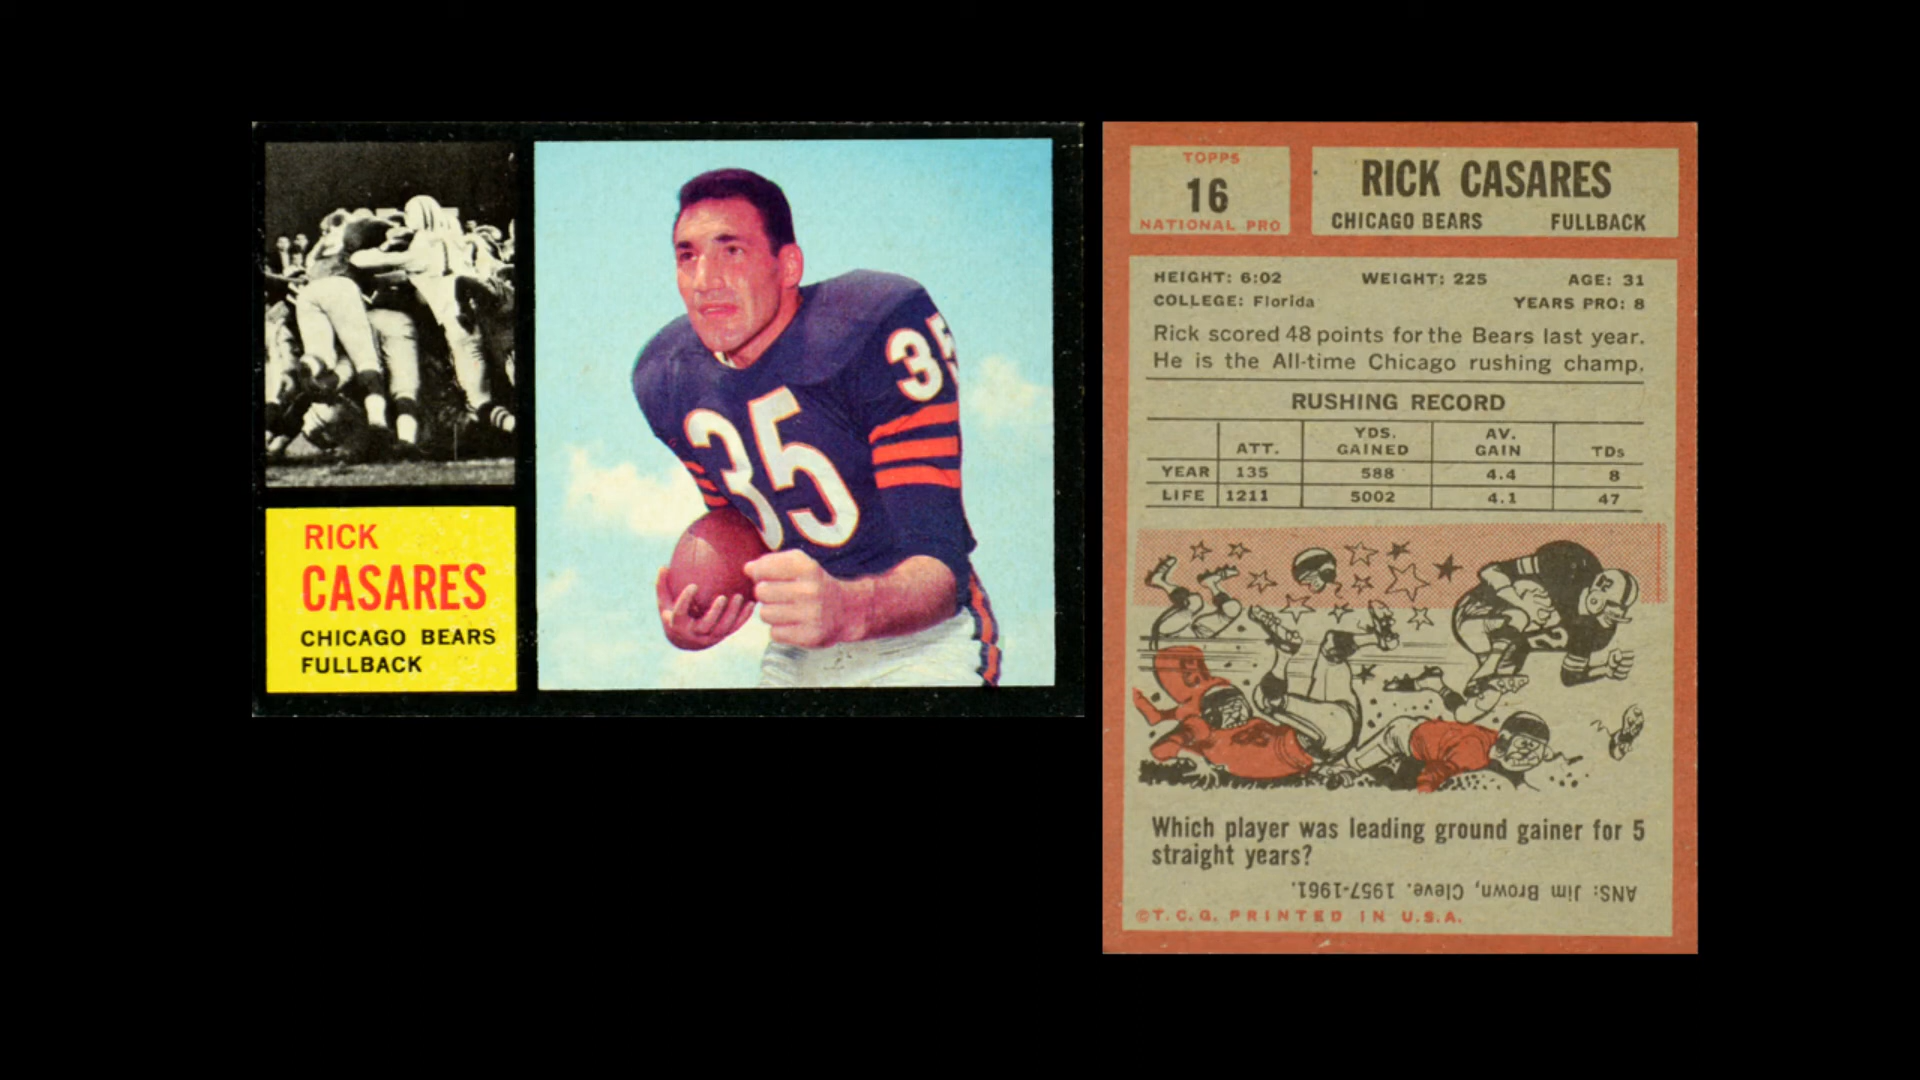 RICK
CASARES
CHICAGO BEARS
FULLBACK
35
35
TOPPS
16
NATIONAL PRO
RICK CASARES
CHICAGO BEARS FULLBACK
HEIGHT: 6:02 WEIGHT: 225 AGE: 31
COLLEGE: Florida YEARS PRO: 8
Rick scored 48 points for the Bears last year.
He is the All-time Chicago rushing champ.
RUSHING RECORD
ATT. YDS. GAINED AV. GAIN TDs
YEAR 135 588 4.4 8
LIFE 1211 5002 4.1 47
Which player was leading ground gainer for 5
straight years?
ANS: Jim Brown, Cleve. 1957-1961.
©T.C.G. PRINTED IN U.S.A.